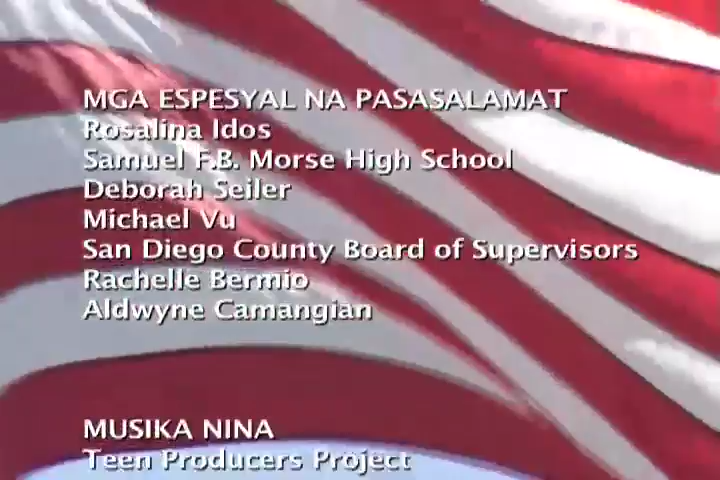 MGA ESPESYAL NA PASASALAMAT
Rosalina Idos
Samuel F.B. Morse High School
Deborah Seiler
Michael Vu
San Diego County Board of Supervisors
Rachelle Bermio
Aldwyne Camangian
MUSIKA NINA
Teen Producers Project